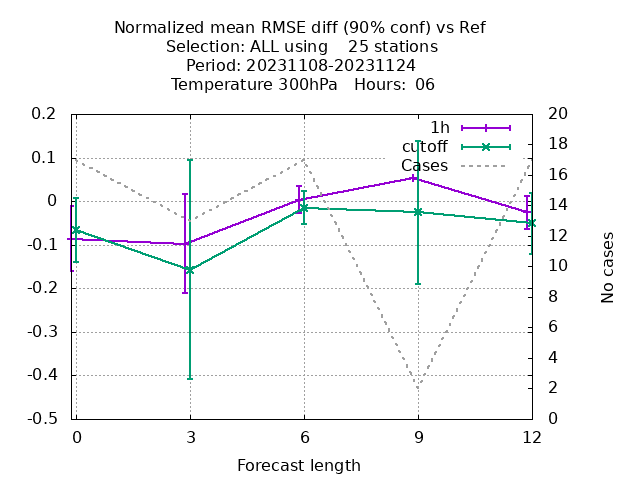 Normalized mean RMSE diff (90% conf) vs Ref
Selection: ALL using 25 stations
Period: 20231108-20231124
Temperature 300hPa Hours: 06
0.2
0.1
0
-0.1
-0.2
-0.3
-0.4
-0.5
20
18
16
14
12
10
8
6
4
2
0
1h
cutoff
Cases
No cases
0 3 6 9 12
Forecast length